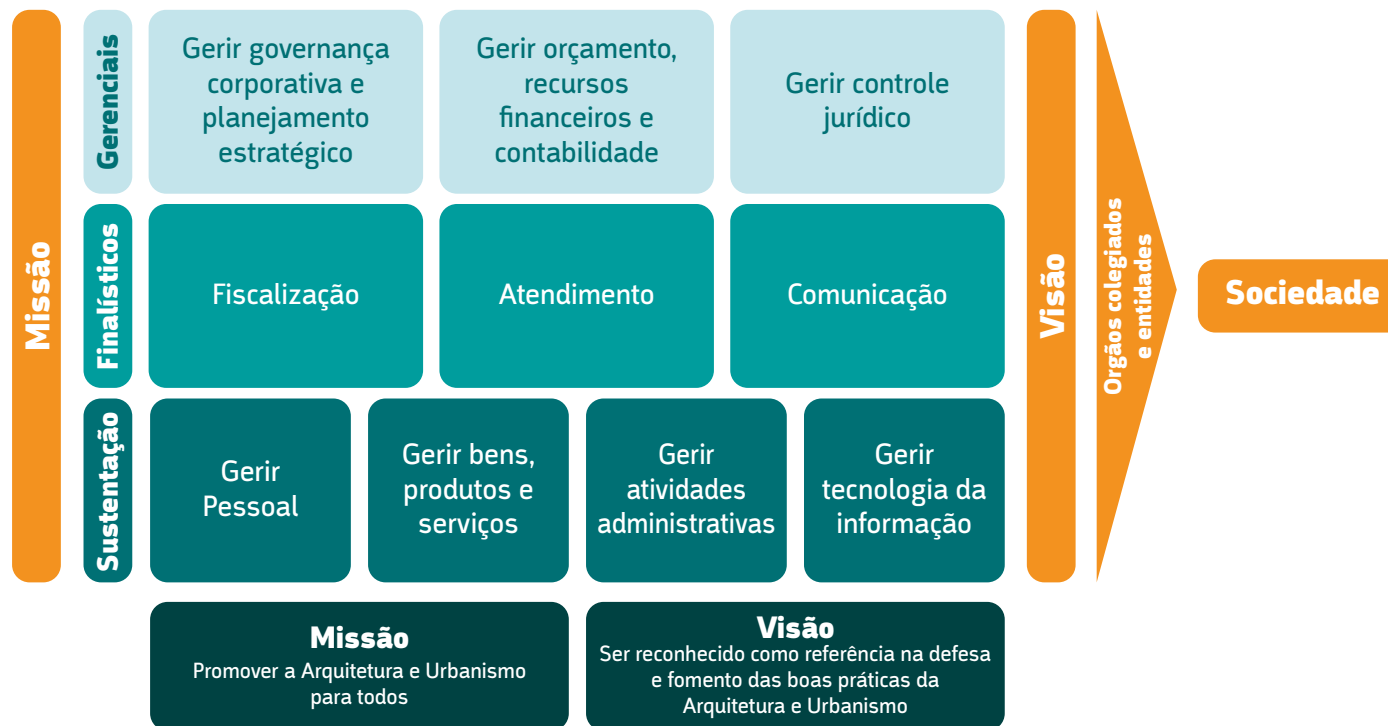 Missão
Gerenciais
Gerir governança
corporativa e
planejamento
estratégico
Gerir orçamento,
recursos
financeiros e
contabilidade
Gerir controle
jurídico
Finalísticos
Fiscalização
Atendimento
Comunicação
Sustentação
Gerir
Pessoal
Gerir bens,
produtos e
serviços
Gerir
atividades
administrativas
Gerir
tecnologia da
informação
Visão
Orgãos colegiados
e entidades
Sociedade
Missão
Promover a Arquitetura e Urbanismo
para todos
Visão
Ser reconhecido como referência na defesa
e fomento das boas práticas da
Arquitetura e Urbanismo